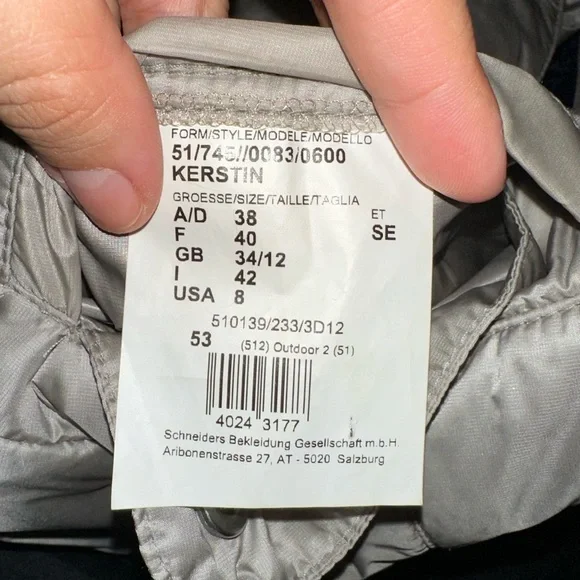 FORM/STYLE/MODELE/MODELLO
51/745//0083/0600
KERSTIN
GROESSE/SIZE/TAILLE/TAGLIA
A/D 38 ET
F 40 SE
GB 34/12
I 42
USA 8
510139/233/3D12
53 (512) Outdoor 2 (51)
4024 3177
Schneiders Bekleidung Gesellschaft m.b.H.
Aribonenstrasse 27, AT - 5020 Salzburg